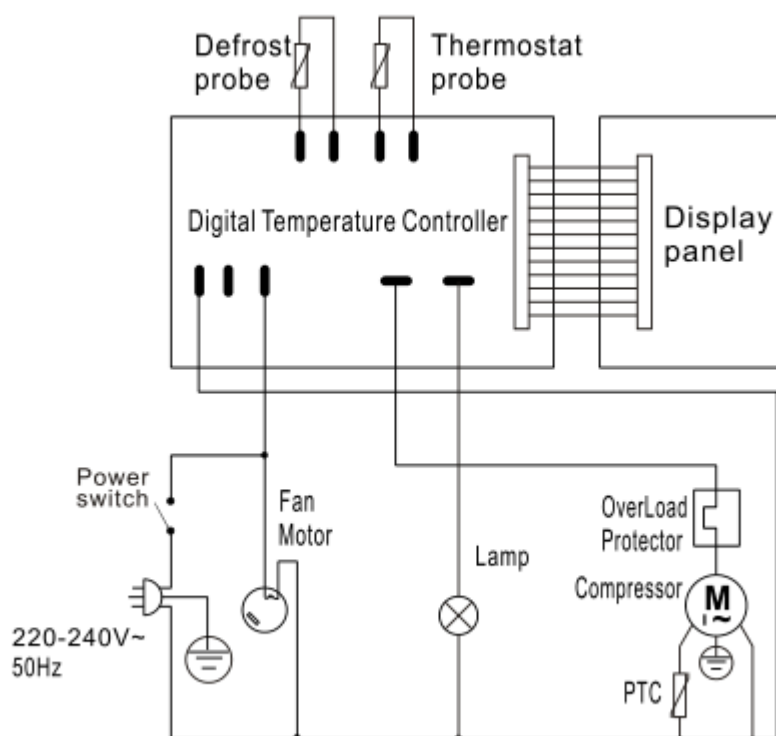 Defrost
probe
Thermostat
probe
Digital Temperature Controller
Display
panel
Power
switch
Fan
Motor
Lamp
OverLoad
Protector
Compressor
M
I ~
220-240V~
50Hz
PTC